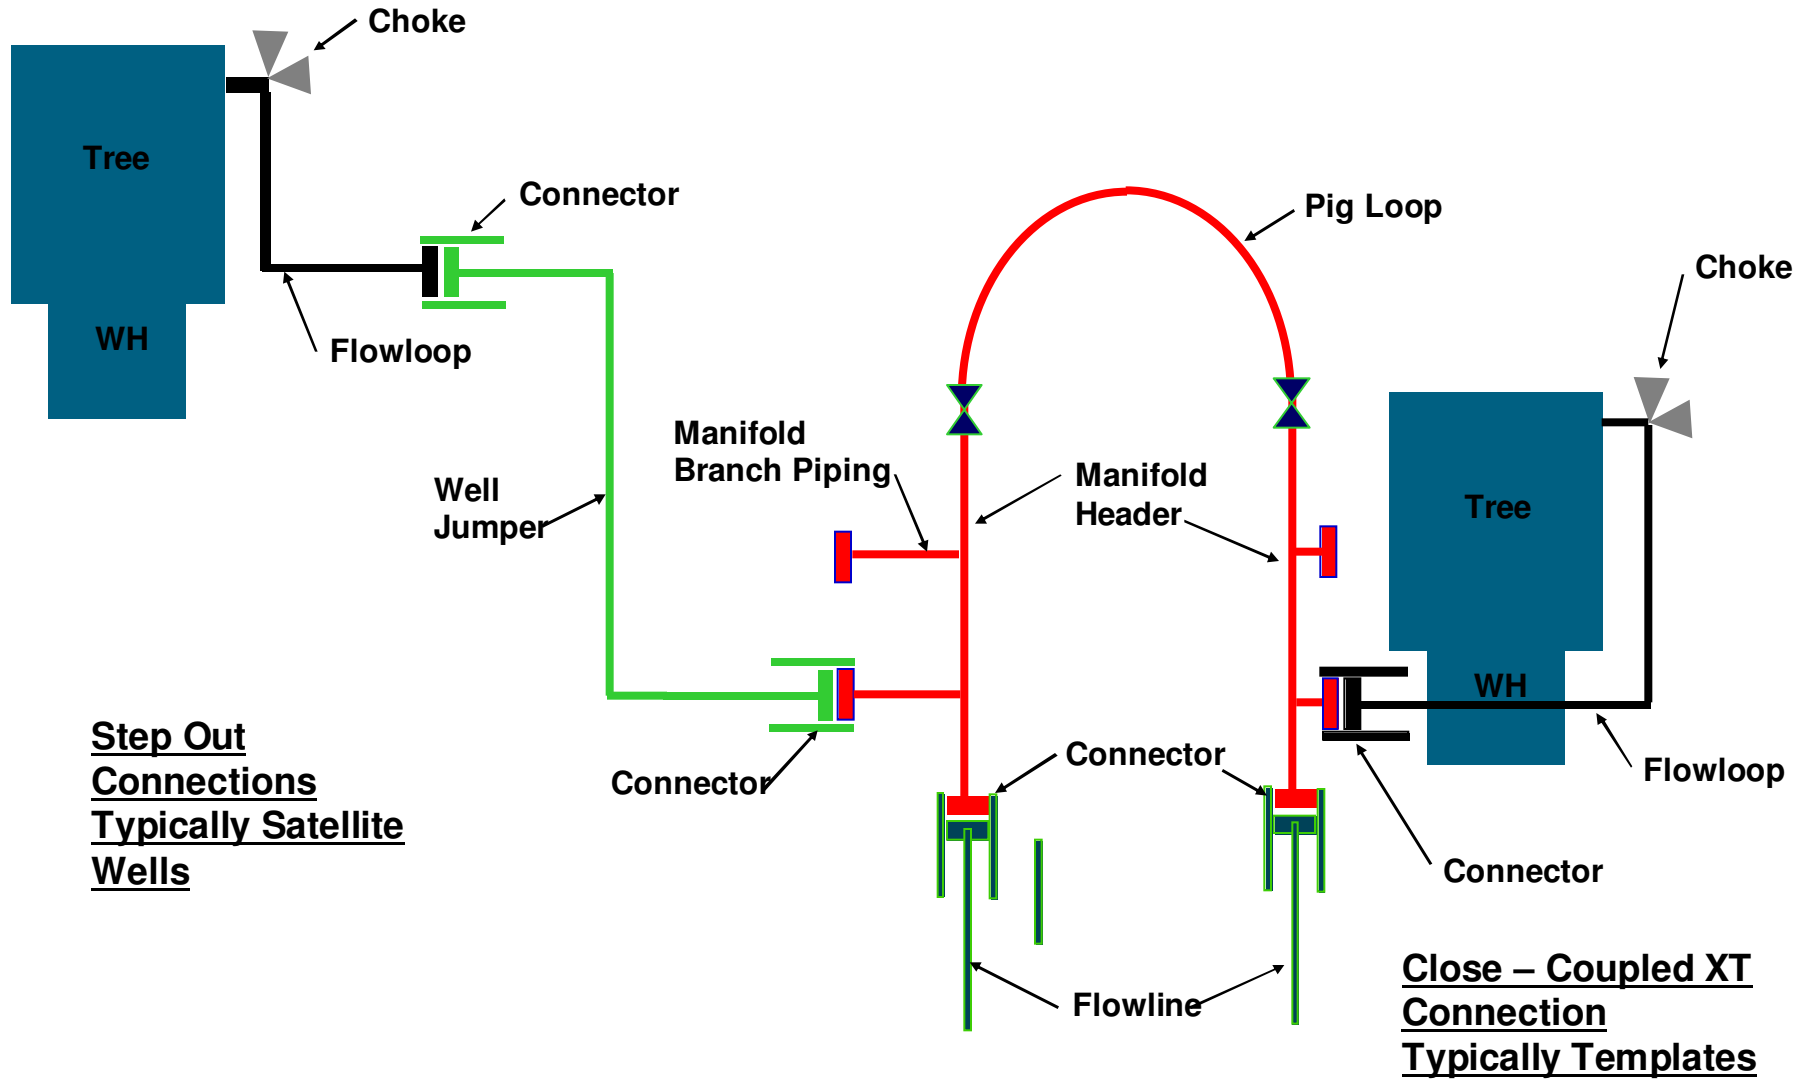 Choke
Tree
Connector
WH
Flowloop
Pig Loop
Choke
Manifold
Branch Piping
Well
Jumper
Manifold
Header
Tree
WH
Step Out
Connections
Typically Satellite
Wells
Connector
Connector
Flowloop
Connector
Flowline
Close – Coupled XT
Connection
Typically Templates